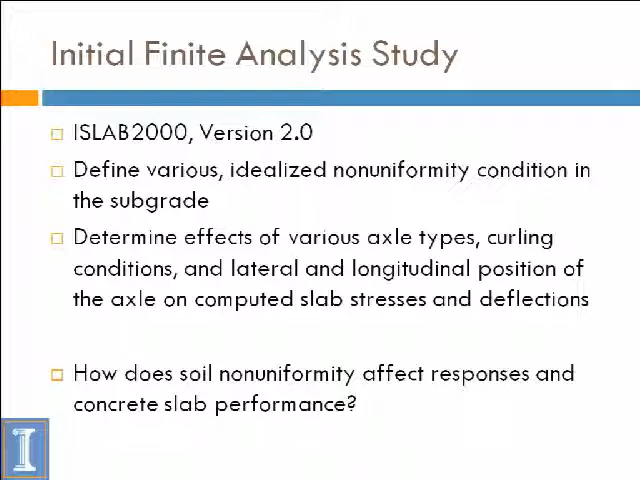 Initial Finite Analysis Study
ISLAB2000, Version 2.0
Define various, idealized nonuniformity condition in
the subgrade
Determine effects of various axle types, curling
conditions, and lateral and longitudinal position of
the axle on computed slab stresses and deflections
How does soil nonuniformity affect responses and
concrete slab performance?
I